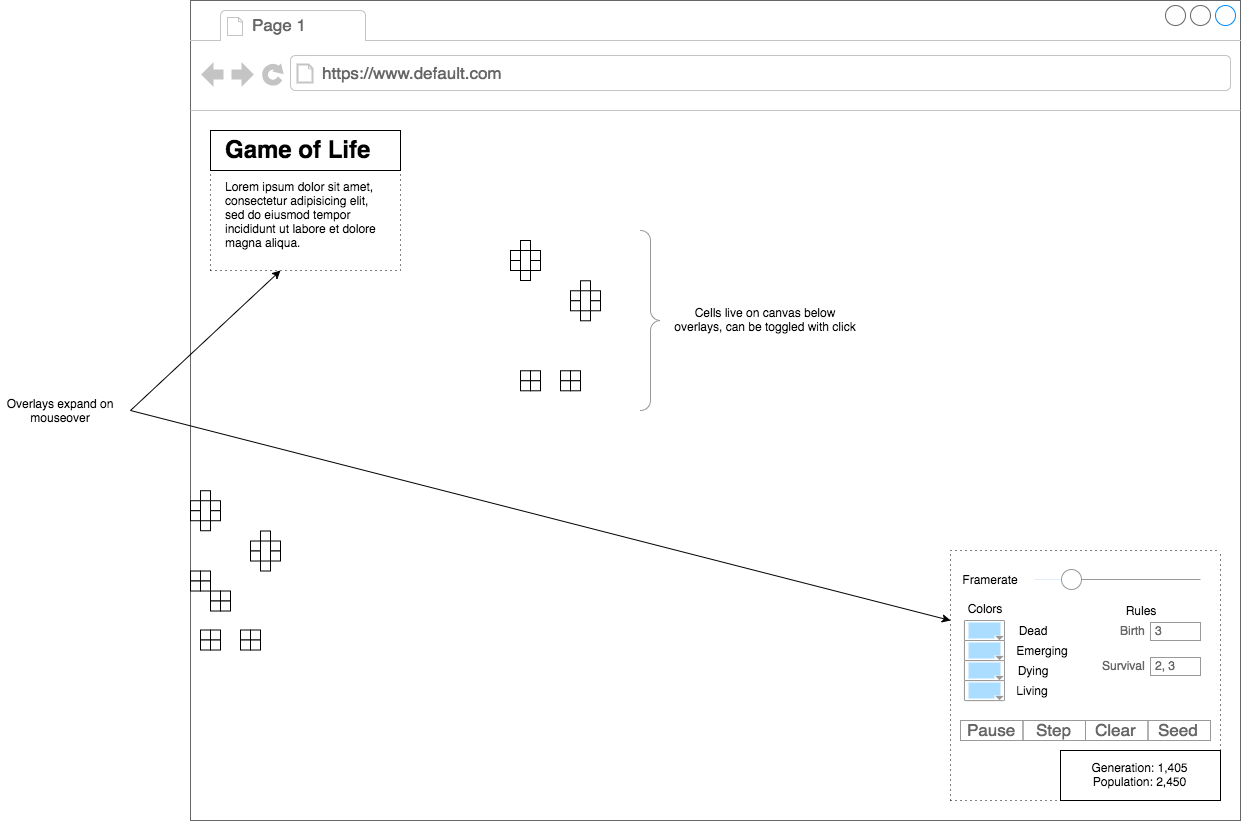 Page 1
https://www.default.com
Game of Life
Lorem ipsum dolor sit amet,
consectetur adipisicing elit,
sed do eiusmod tempor
incididunt ut labore et dolore
magna aliqua.
Cells live on canvas below
overlays, can be toggled with click
Overlays expand on
mouseover
Framerate
Colors
Dead
Emerging
Dying
Living
Rules
Birth 3
Survival 2, 3
Pause Step Clear Seed
Generation: 1,405
Population: 2,450